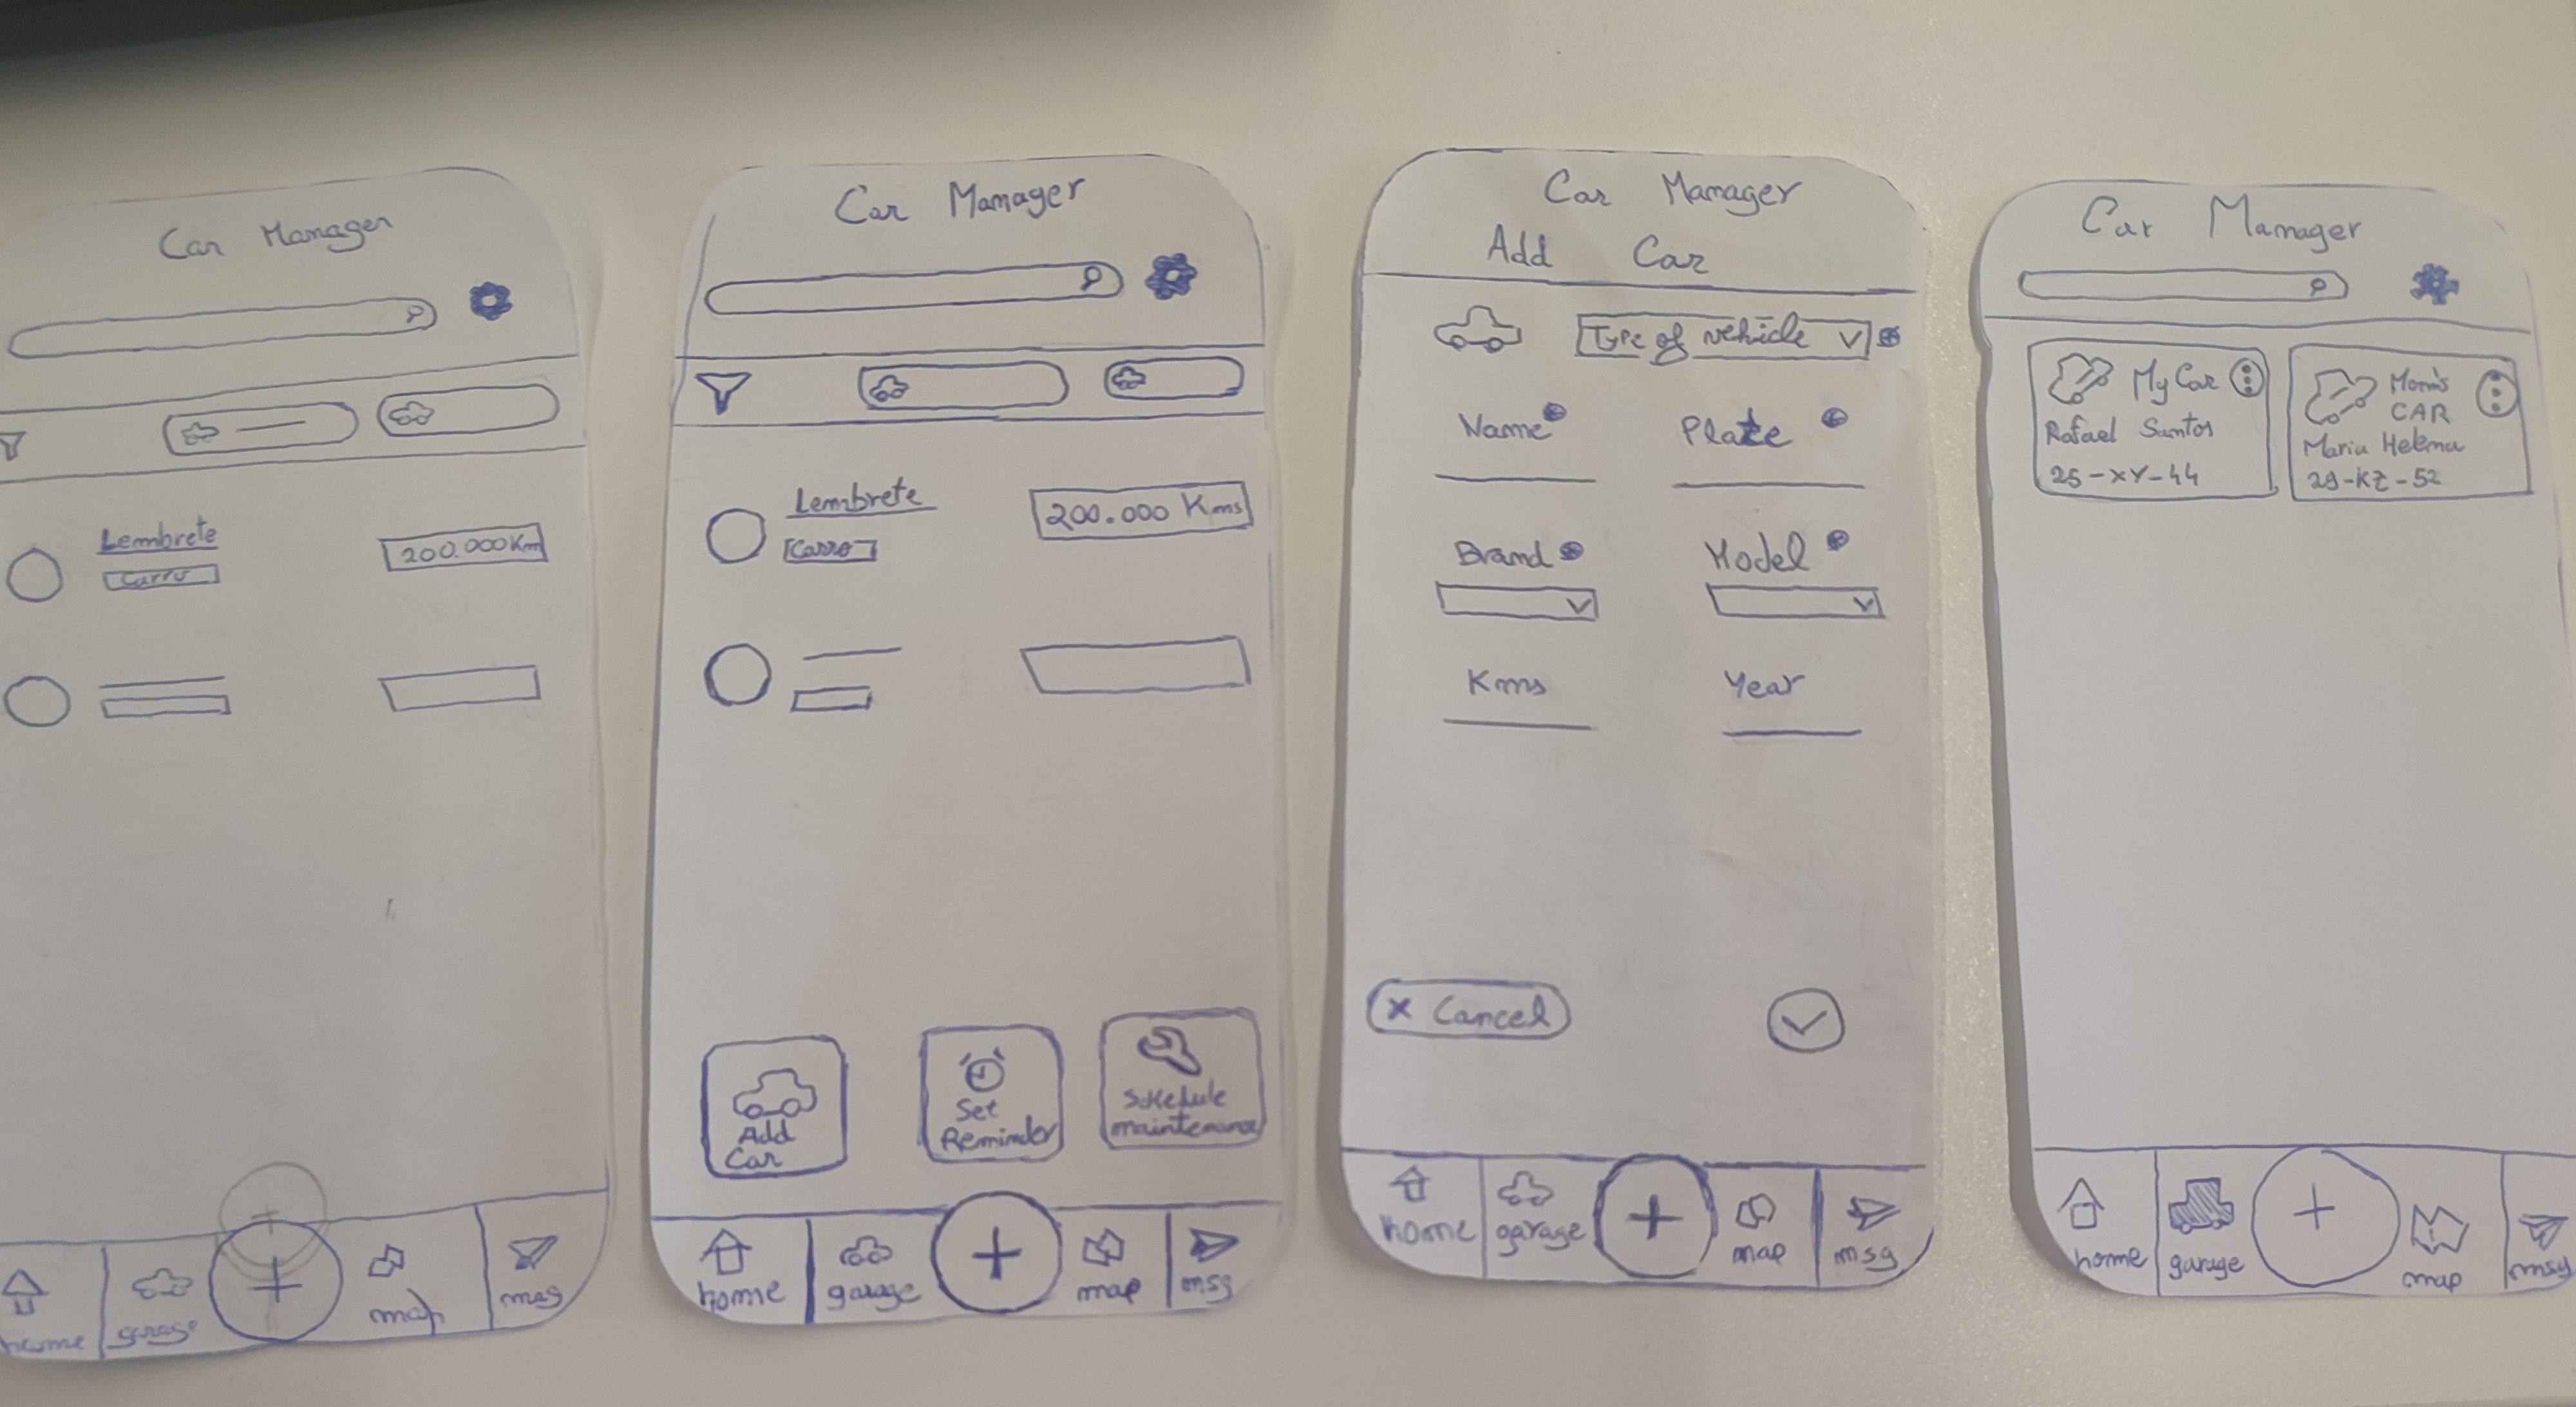 Car Manager
Lembrete
Carro
200.000 Km
home
garage
+
map
msg
Car Manager
Lembrete
Carro
200.000 Kms
Add
Car
Set
Reminder
Schedule
maintenance
home
garage
+
map
msg
Car Manager
Add Car
Type of vehicle
Name
Plate
Brand
Model
Kms
Year
x Cancel
home
garage
+
map
msg
Car Manager
My Car
Rafael Santos
25-XY-44
Mom's
CAR
Maria Helena
29-KZ-52
home
garage
+
map
msg